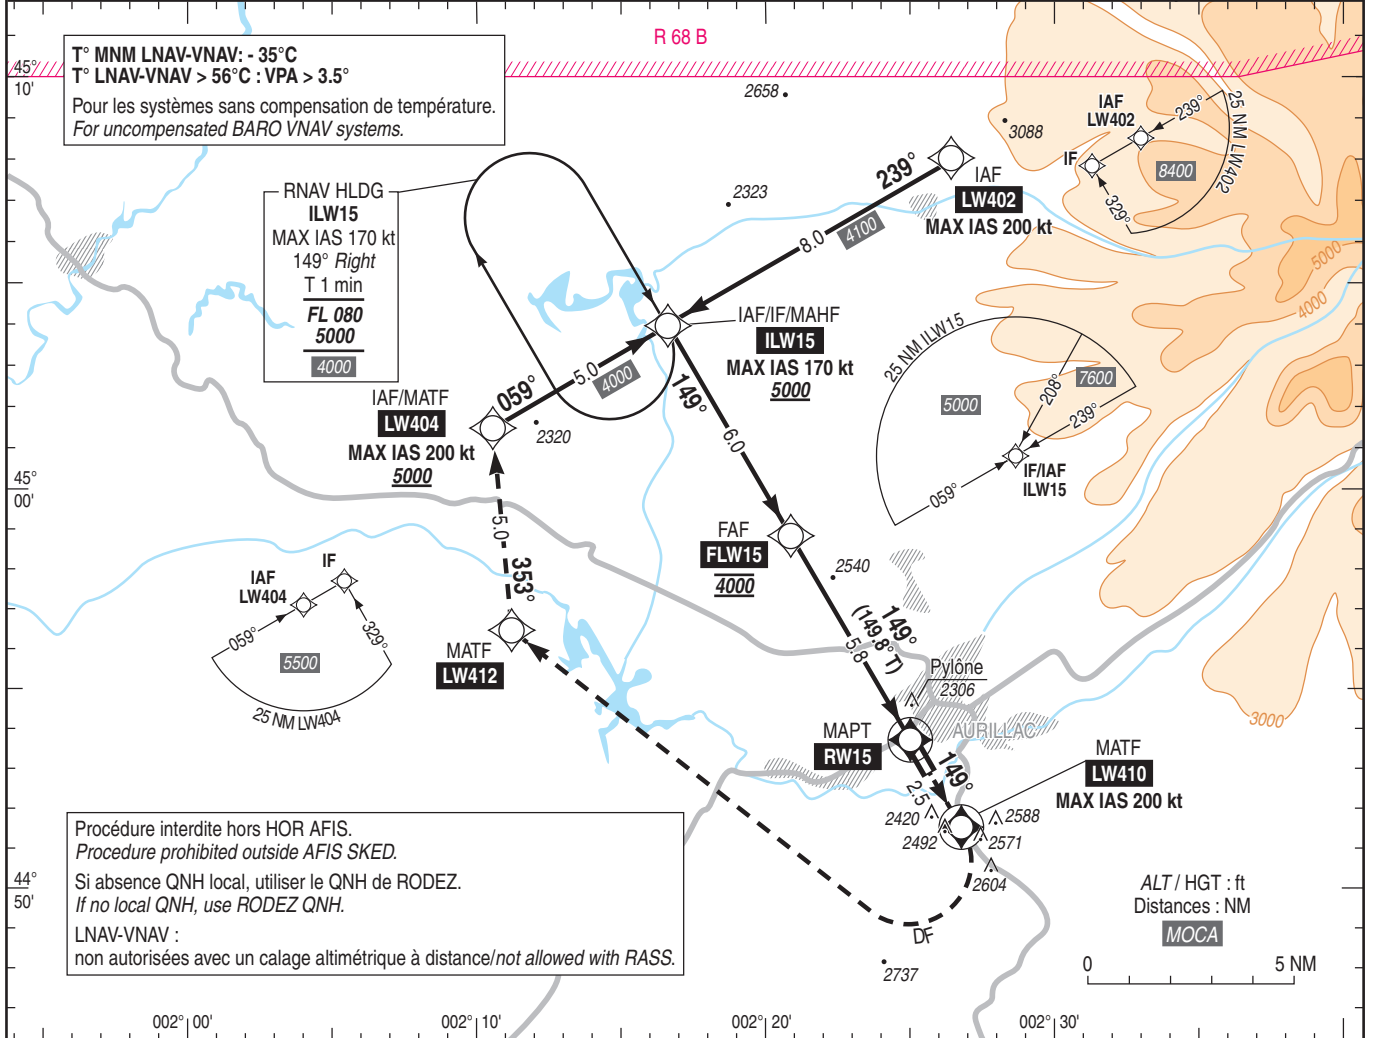 R 68 B
T° MNM LNAV-VNAV: - 35°C
T° LNAV-VNAV > 56°C : VPA > 3.5°
Pour les systèmes sans compensation de température.
For uncompensated BARO VNAV systems.
45°
10'
2658
3088
2323
239°
8.0
4100
IAF
LW402
MAX IAS 200 kt
IAF
LW402
IF
239°
329°
8400
25 NM LW402
5000
4000
3000
RNAV HLDG
ILW15
MAX IAS 170 kt
149° Right
T 1 min
FL 080
5000
4000
IAF/IF/MAHF
ILW15
MAX IAS 170 kt
5000
25 NM ILW15
5000
7600
208°
239°
059°
IF/IAF
ILW15
IAF/MATF
LW404
MAX IAS 200 kt
5000
059°
5.0
4000
2320
149°
6.0
45°
00'
5.0
353°
FAF
FLW15
4000
2540
149°
(149.8° T)
5.8
IAF
LW404
IF
059°
329°
5500
25 NM LW404
MATF
LW412
Pylône
2306
AURILLAC
MAPT
RW15
149°
2.5
MATF
LW410
MAX IAS 200 kt
2420
2492
2588
2571
2604
DF
2737
Procédure interdite hors HOR AFIS.
Procedure prohibited outside AFIS SKED.
Si absence QNH local, utiliser le QNH de RODEZ.
If no local QNH, use RODEZ QNH.
LNAV-VNAV :
non autorisées avec un calage altimétrique à distance/not allowed with RASS.
44°
50'
ALT / HGT : ft
Distances : NM
MOCA
0 5 NM
002° 00'
002° 10'
002° 20'
002° 30'